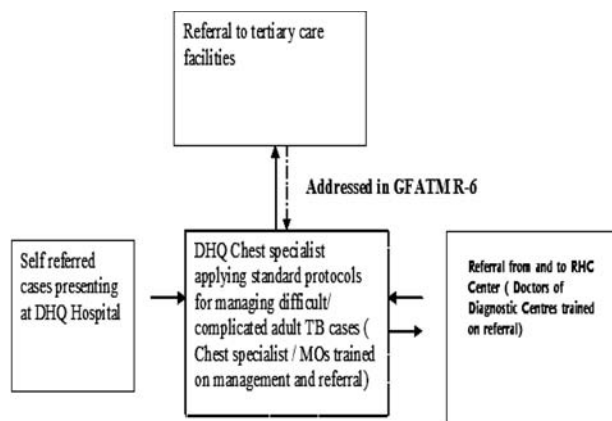 Referral to tertiary care
facilities
Addressed in GFATM R-6
Self referred
cases presenting
at DHQ Hospital
DHQ Chest specialist
applying standard protocols
for managing difficult/
complicated adult TB cases (
Chest specialist / MOs trained
on management and referral)
Referral from and to RHC
Center ( Doctors of
Diagnostic Centres trained
on referral)